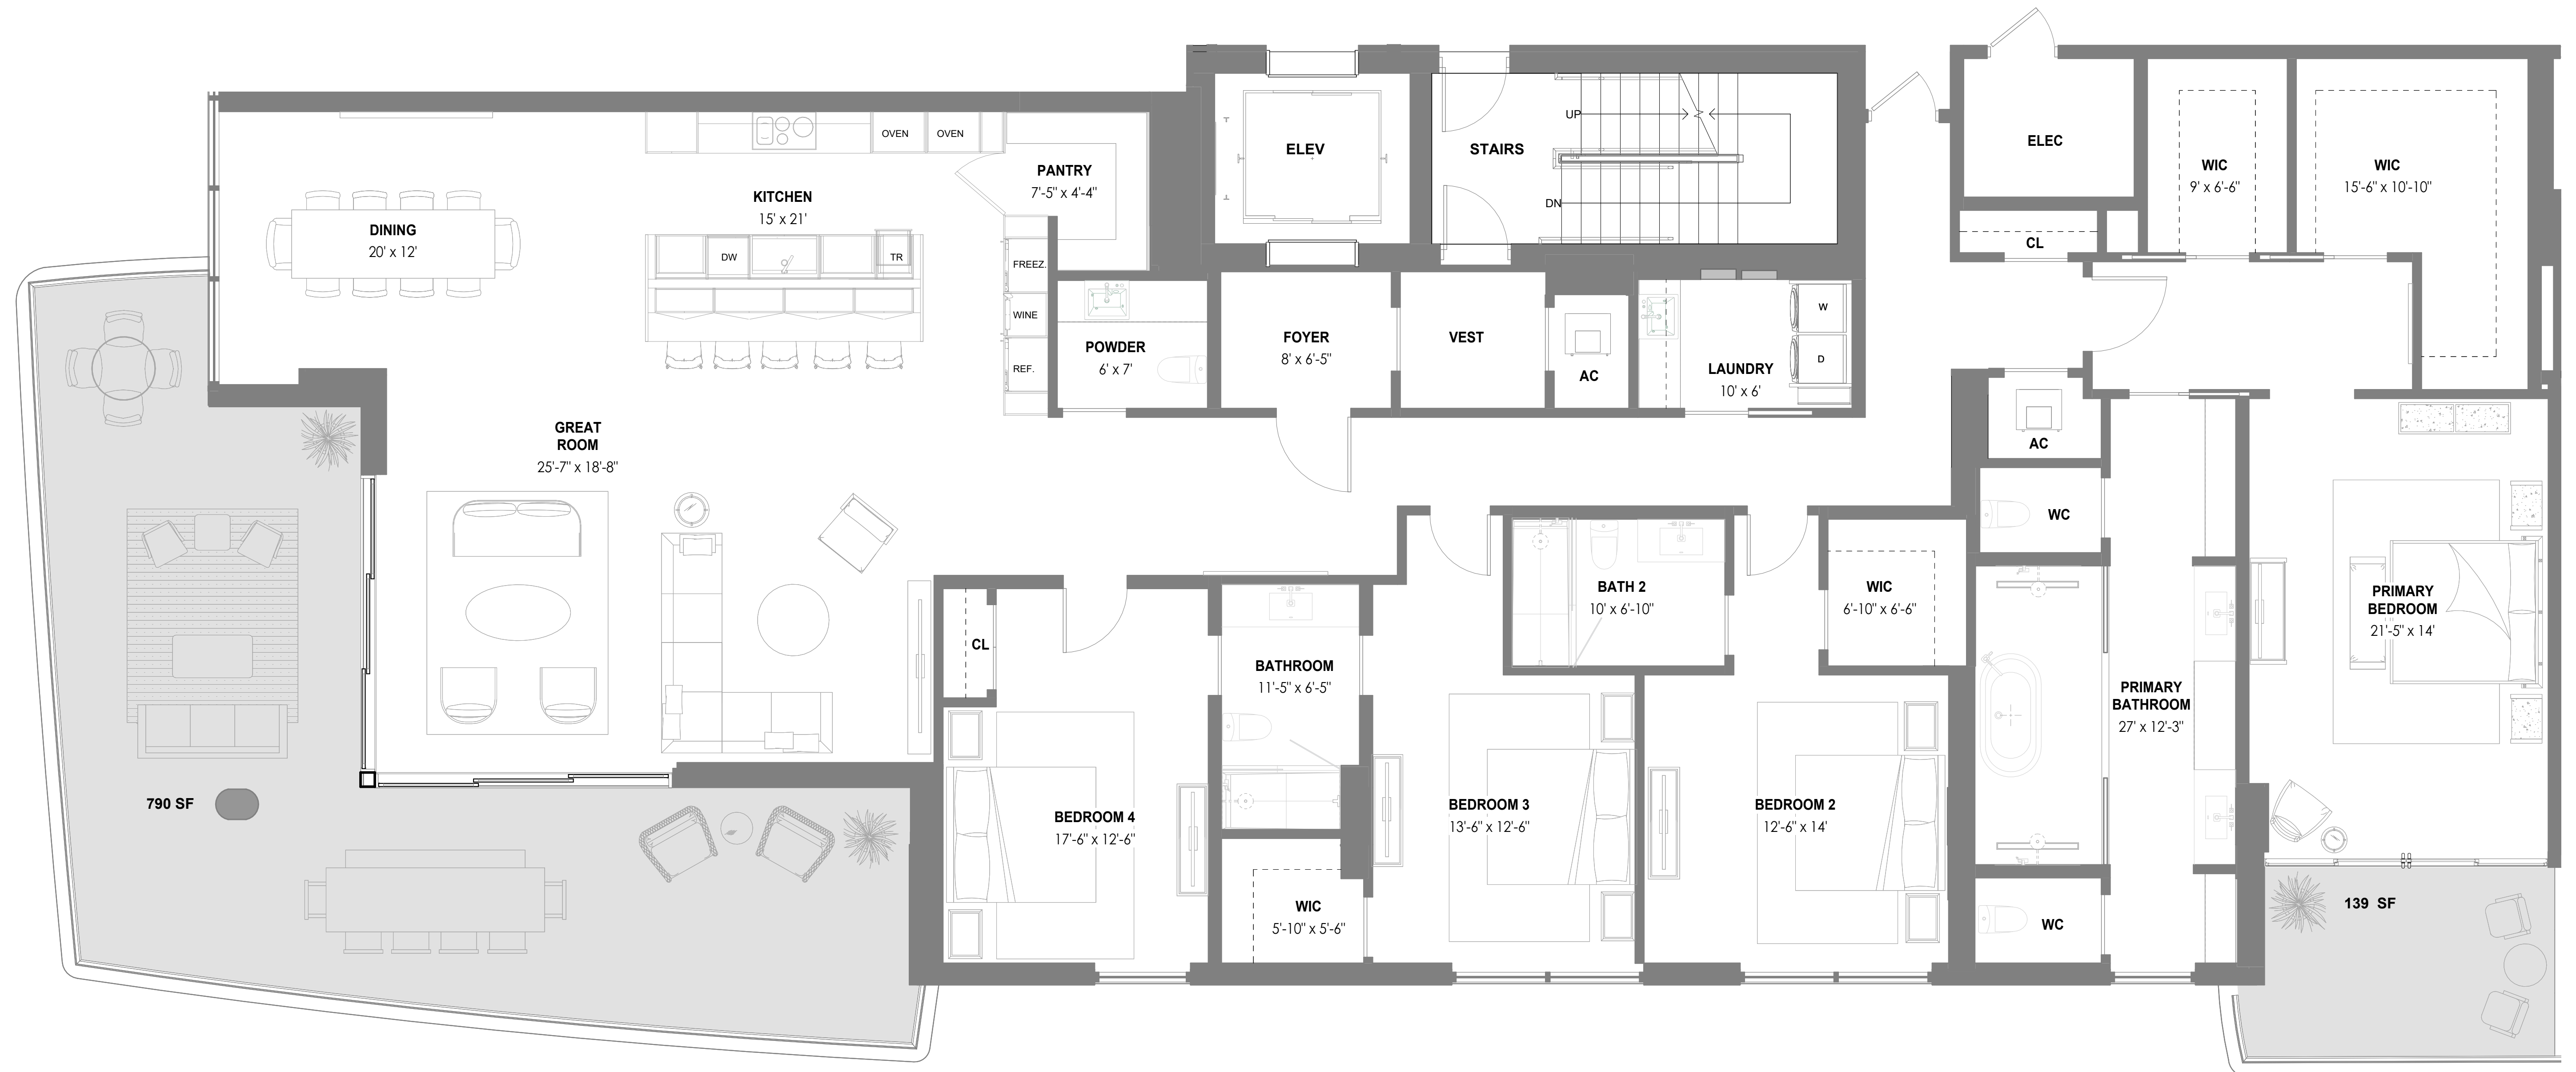 OVEN
OVEN
PANTRY
7'-5" x 4'-4"
KITCHEN
15' x 21'
DINING
20' x 12'
DW
TR
FREEZ.
WINE
REF.
ELEV
STAIRS
UP
DN
ELEC
WIC
9' x 6'-6"
WIC
15'-6" x 10'-10"
CL
POWDER
6' x 7'
FOYER
8' x 6'-5"
VEST
AC
LAUNDRY
10' x 6'
W
D
GREAT
ROOM
25'-7" x 18'-8"
AC
WC
BATH 2
10' x 6'-10"
WIC
6'-10" x 6'-6"
PRIMARY
BEDROOM
21'-5" x 14'
CL
BATHROOM
11'-5" x 6'-5"
PRIMARY
BATHROOM
27' x 12'-3"
790 SF
BEDROOM 4
17'-6" x 12'-6"
BEDROOM 3
13'-6" x 12'-6"
BEDROOM 2
12'-6" x 14'
WIC
5'-10" x 5'-6"
WC
139 SF